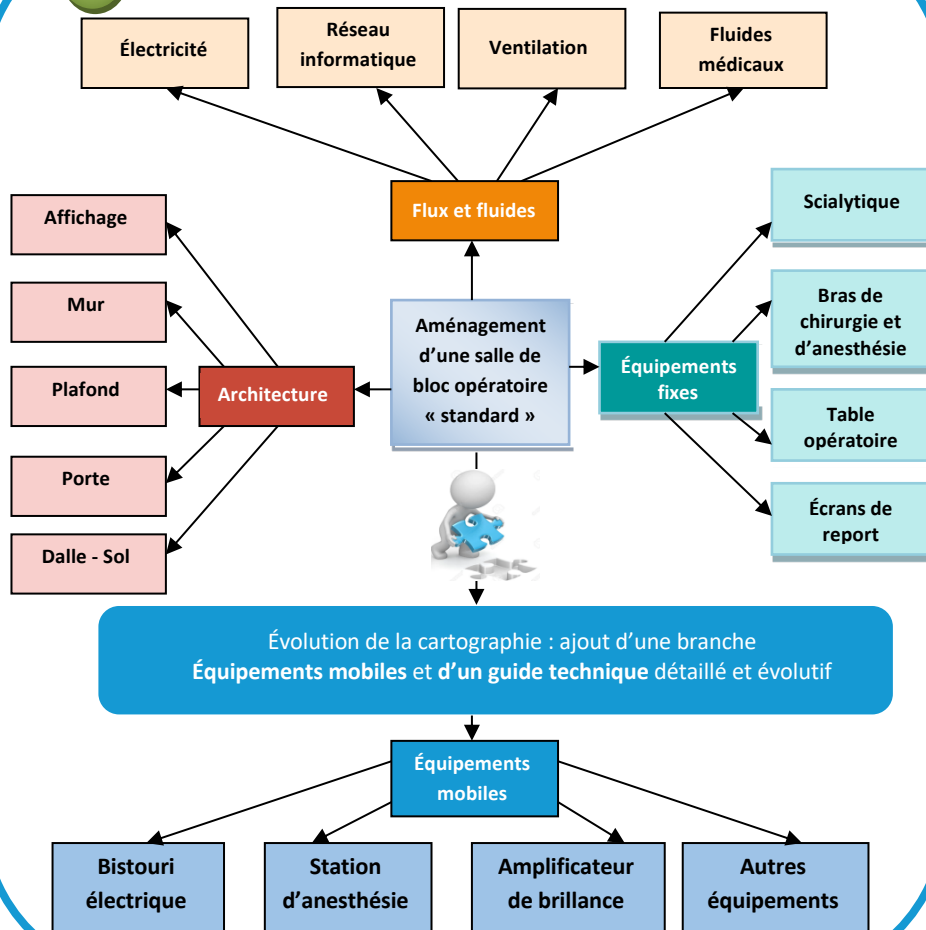 Électricité
Réseau
informatique
Ventilation
Fluides
médicaux
Flux et fluides
Affichage
Mur
Plafond
Porte
Dalle - Sol
Architecture
Aménagement
d’une salle de
bloc opératoire
« standard »
Équipements
fixes
Scialytique
Bras de
chirurgie et
d’anesthésie
Table
opératoire
Écrans de
report
Évolution de la cartographie : ajout d’une branche
Équipements mobiles et d’un guide technique détaillé et évolutif
Équipements
mobiles
Bistouri
électrique
Station
d’anesthésie
Amplificateur
de brillance
Autres
équipements